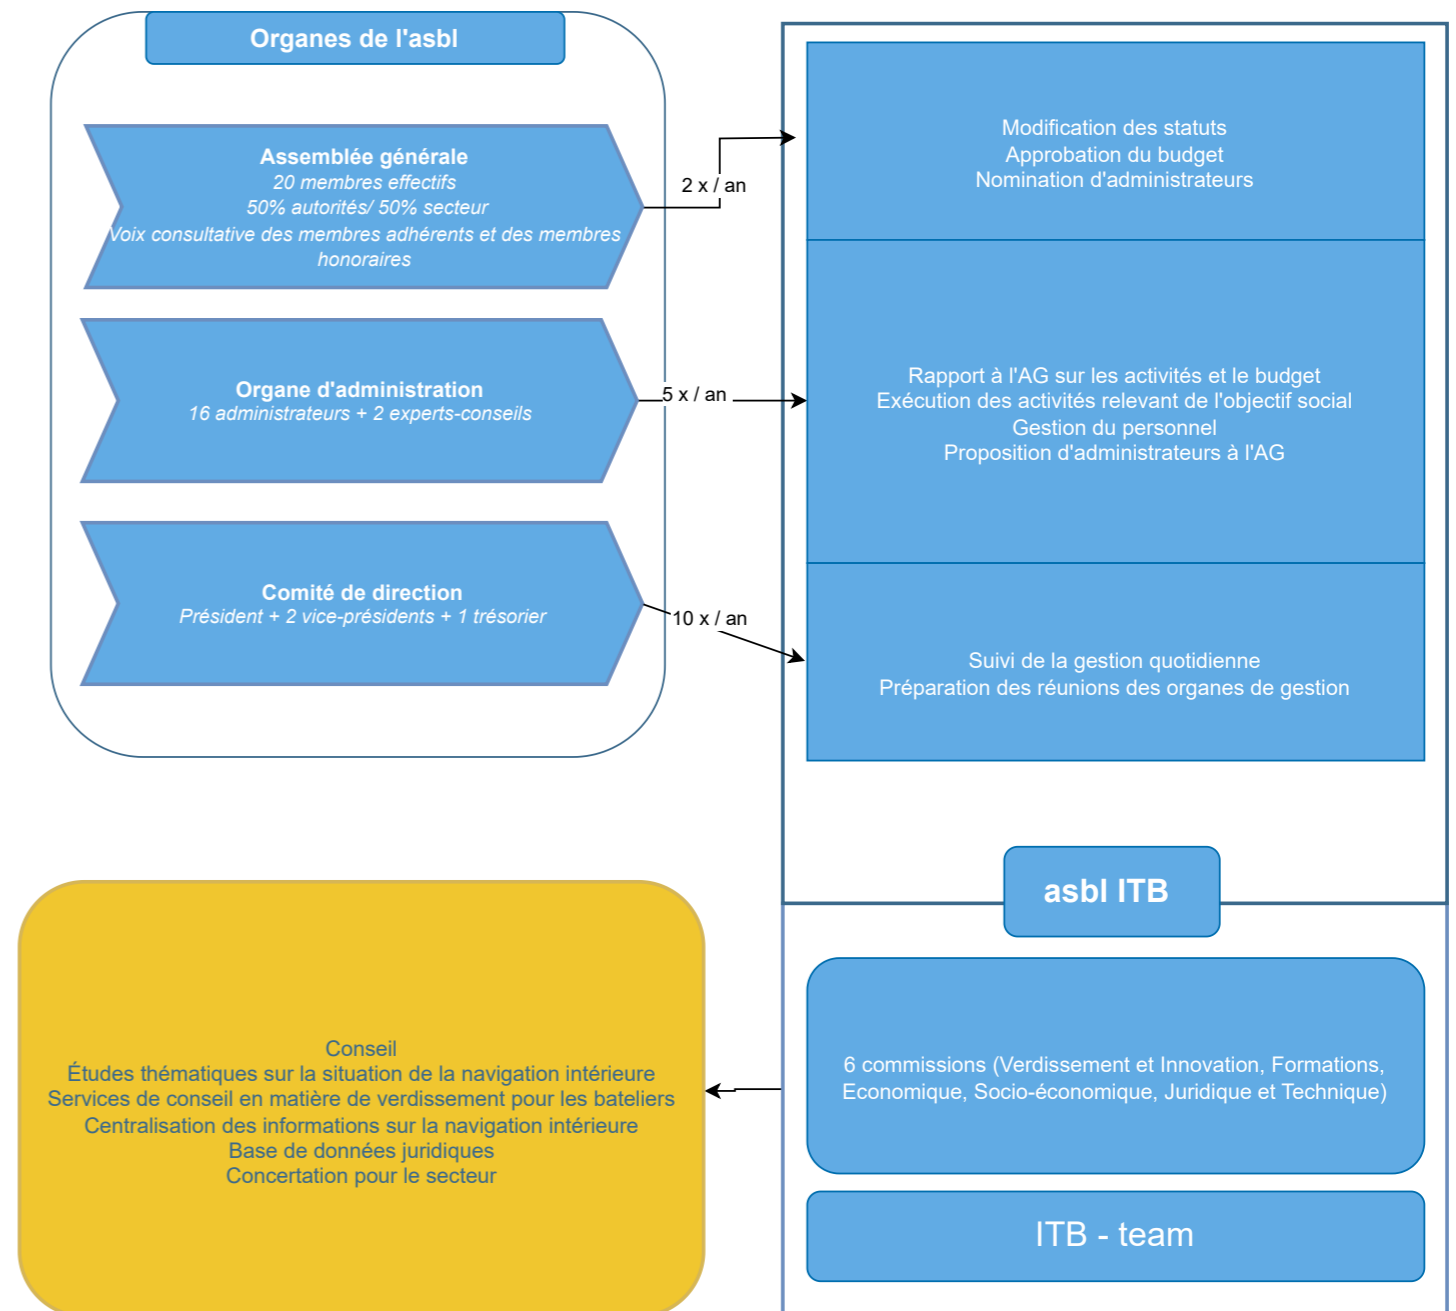 Organes de l'asbl
Assemblée générale
20 membres effectifs
50% autorités/ 50% secteur
Voix consultative des membres adhérents et des membres
honoraires
2 x / an
Modification des statuts
Approbation du budget
Nomination d'administrateurs
Organe d'administration
16 administrateurs + 2 experts-conseils
5 x / an
Rapport à l'AG sur les activités et le budget
Exécution des activités relevant de l'objectif social
Gestion du personnel
Proposition d'administrateurs à l'AG
Comité de direction
Président + 2 vice-présidents + 1 trésorier
10 x / an
Suivi de la gestion quotidienne
Préparation des réunions des organes de gestion
asbl ITB
6 commissions (Verdissement et Innovation, Formations,
Economique, Socio-économique, Juridique et Technique)
ITB - team
Conseil
Études thématiques sur la situation de la navigation intérieure
Services de conseil en matière de verdissement pour les bateliers
Centralisation des informations sur la navigation intérieure
Base de données juridiques
Concertation pour le secteur